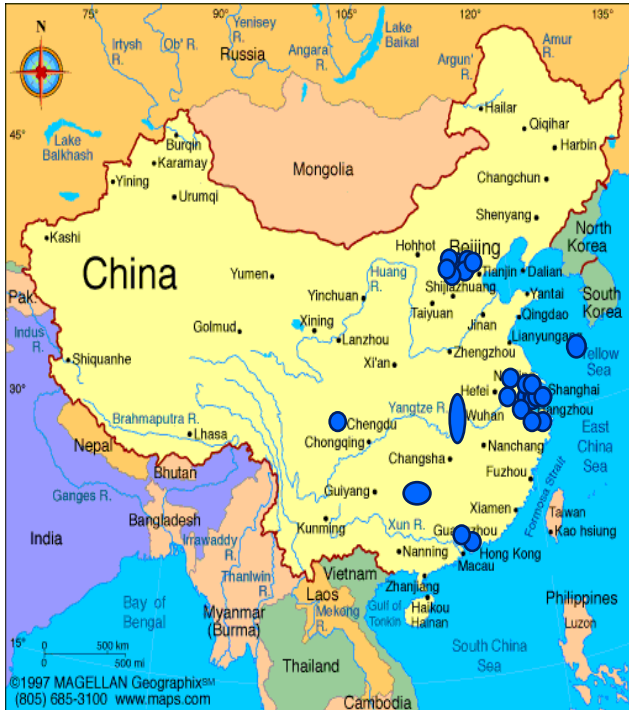 75°
90°
105°
120°
135°
N
Irtysh
R.
Ob' R.
Yenisey
R.
Russia
Angara
R.
Lake
Baikal
Argun'
R.
Amur
R.
45°
Lake
Balkhash
Burqin
Karamay
Yining
Urumqi
Kashi
Mongolia
Hailar
Qiqihar
Harbin
Changchun
Shenyang
North
Korea
South
Korea
China
Yumen
Hohhot
Beijing
Tianjin
Dalian
Huang
R.
Shijiazhuang
Yantai
Yinchuan
Taiyuan
Qingdao
Pak.
Indus
R.
Golmud
Xining
Lanzhou
Jinan
Lianyungang
Shiquanhe
Xi'an
Zhengzhou
Yellow
Sea
30°
Hefei
Shanghai
Brahmaputra R.
Lhasa
Chengdu
Yangtze R.
Wuhan
Chongqing
Nanchang
East
China
Sea
Nepal
Bhutan
Changsha
Fuzhou
Ganges R.
Guiyang
Formosa Strait
Bangladesh
Kunming
Xun R.
Xiamen
Taiwan
Kao hsiung
India
Irrawaddy
R.
Nanning
Hong Kong
Macau
Thanlwin
R.
Vietnam
Laos
Zhanjiang
Philippines
Bay of
Bengal
Myanmar
(Burma)
Mekong
R.
Gulf of
Tonkin
Haikou
Hainan
Luzon
15°
0
500 km
0
500 mi
South China
Sea
Thailand
©1997 MAGELLAN Geographix℠
(805) 685-3100 www.maps.com
Cambodia